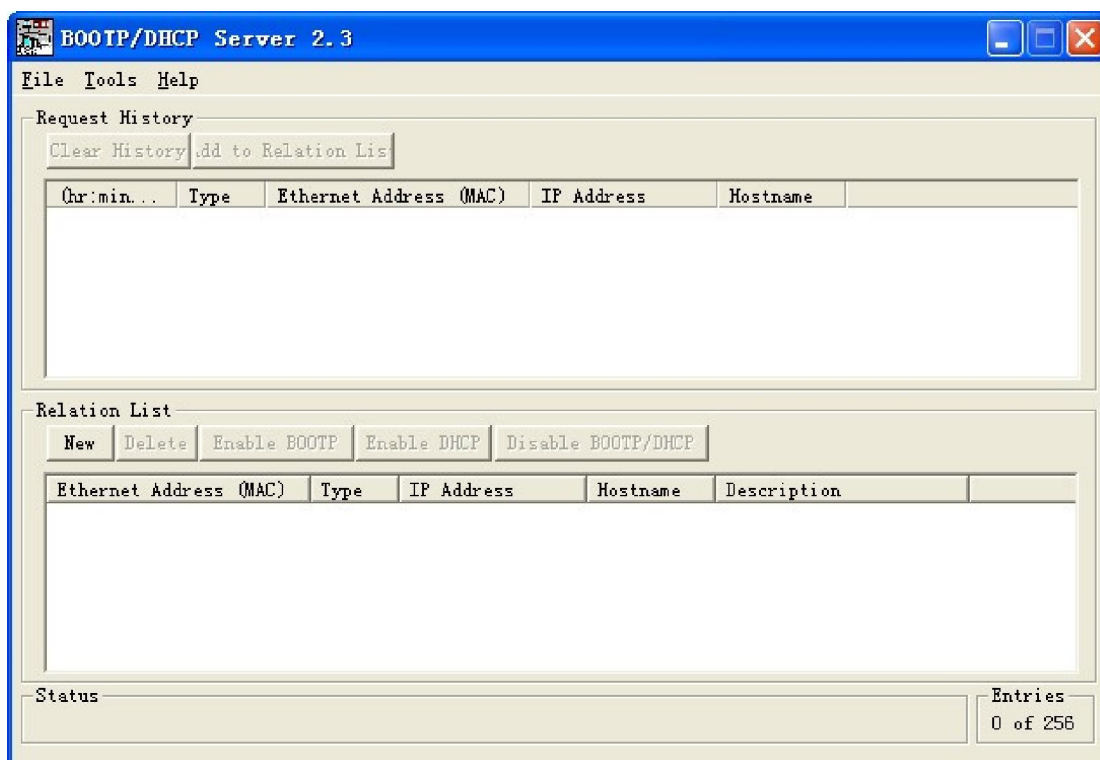 BOOTP/DHCP Server 2.3
File Tools Help
Request History
Clear History dd to Relation Lis
(hr:min... Type Ethernet Address (MAC) IP Address Hostname
Relation List
New Delete Enable BOOTP Enable DHCP Disable BOOTP/DHCP
Ethernet Address (MAC) Type IP Address Hostname Description
Status
Entries
0 of 256